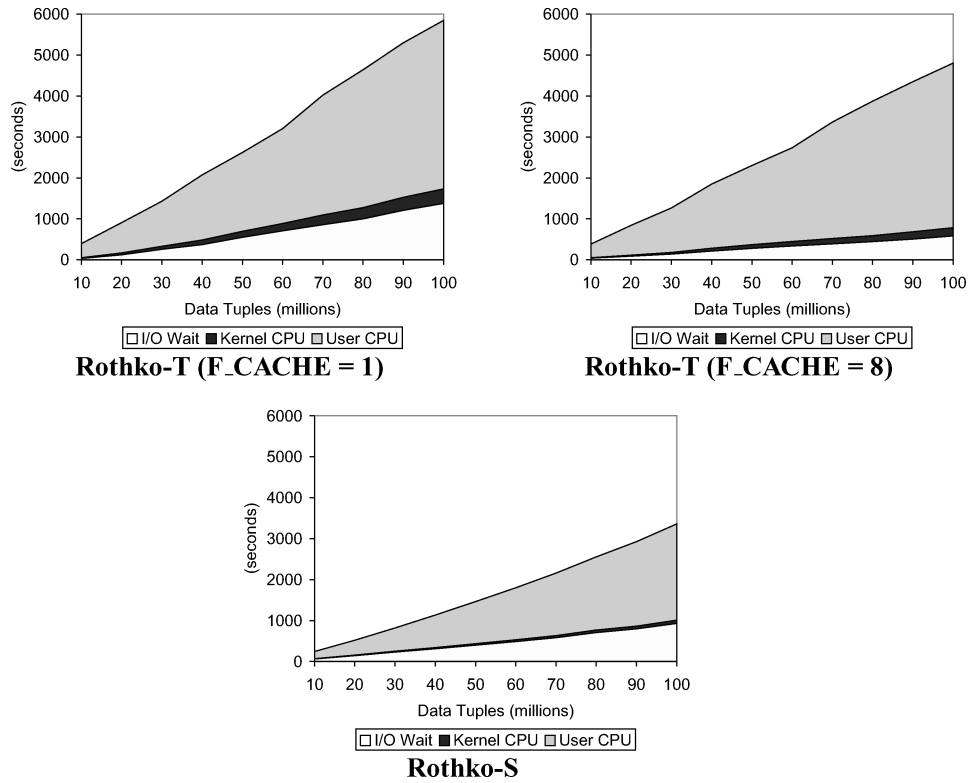 6000
5000
4000
3000
2000
1000
0
(seconds)
10 20 30 40 50 60 70 80 90 100
Data Tuples (millions)
I/O Wait Kernel CPU User CPU
Rothko-T (F_CACHE = 1)
6000
5000
4000
3000
2000
1000
0
(seconds)
10 20 30 40 50 60 70 80 90 100
Data Tuples (millions)
I/O Wait Kernel CPU User CPU
Rothko-T (F_CACHE = 8)
6000
5000
4000
3000
2000
1000
0
(seconds)
10 20 30 40 50 60 70 80 90 100
Data Tuples (millions)
I/O Wait Kernel CPU User CPU
Rothko-S